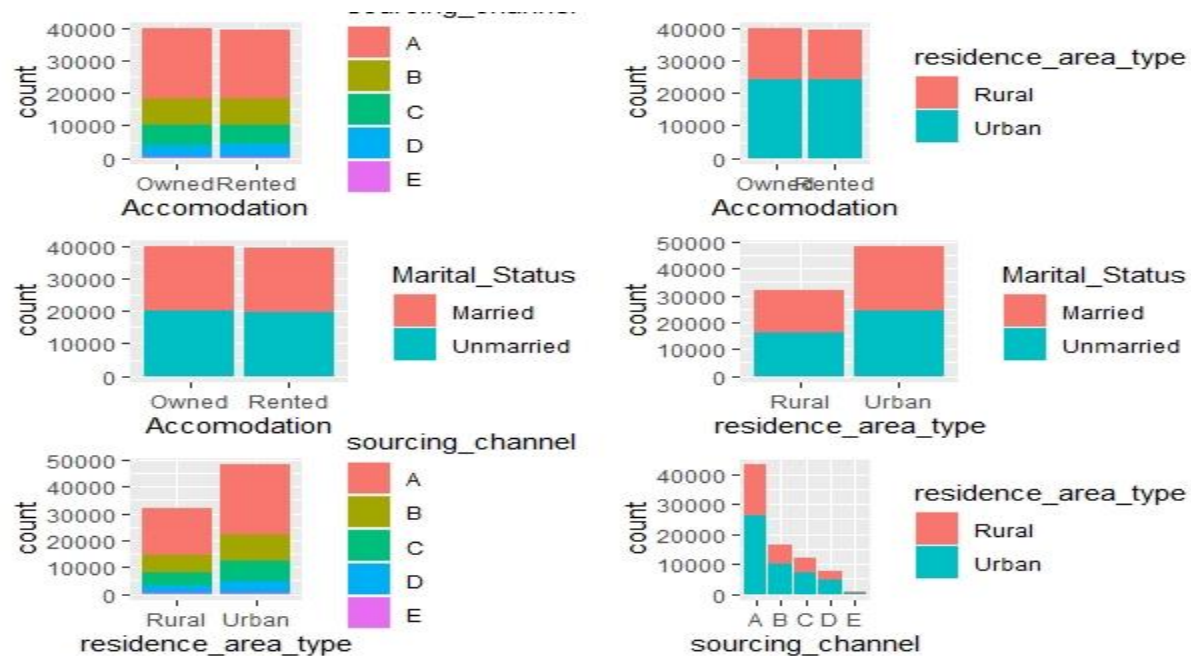 40000
30000
20000
10000
0
count
Owned Rented
Accomodation
A
B
C
D
E
40000
30000
20000
10000
0
count
Owned Rented
Accomodation
residence_area_type
Rural
Urban
40000
30000
20000
10000
0
count
Owned Rented
Accomodation
Marital_Status
Married
Unmarried
50000
40000
30000
20000
10000
0
count
Rural Urban
residence_area_type
Marital_Status
Married
Unmarried
50000
40000
30000
20000
10000
0
count
Rural Urban
residence_area_type
sourcing_channel
A
B
C
D
E
40000
30000
20000
10000
0
count
A B C D E
sourcing_channel
residence_area_type
Rural
Urban